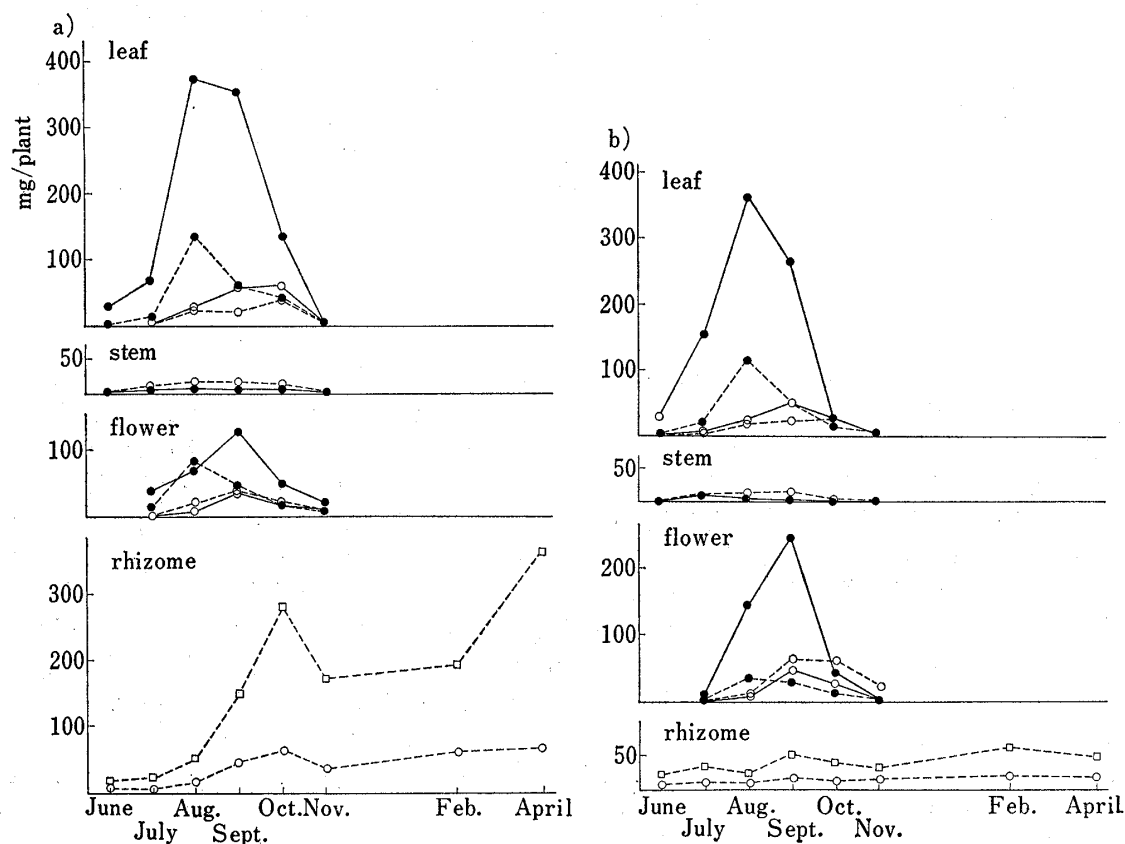 a)
leaf
400
300
200
100
mg/plant
stem
50
flower
100
rhizome
300
200
100
June July Aug. Sept. Oct. Nov. Feb. April
b)
leaf
400
300
200
100
stem
50
flower
200
100
rhizome
50
June July Aug. Sept. Oct. Nov. Feb. April